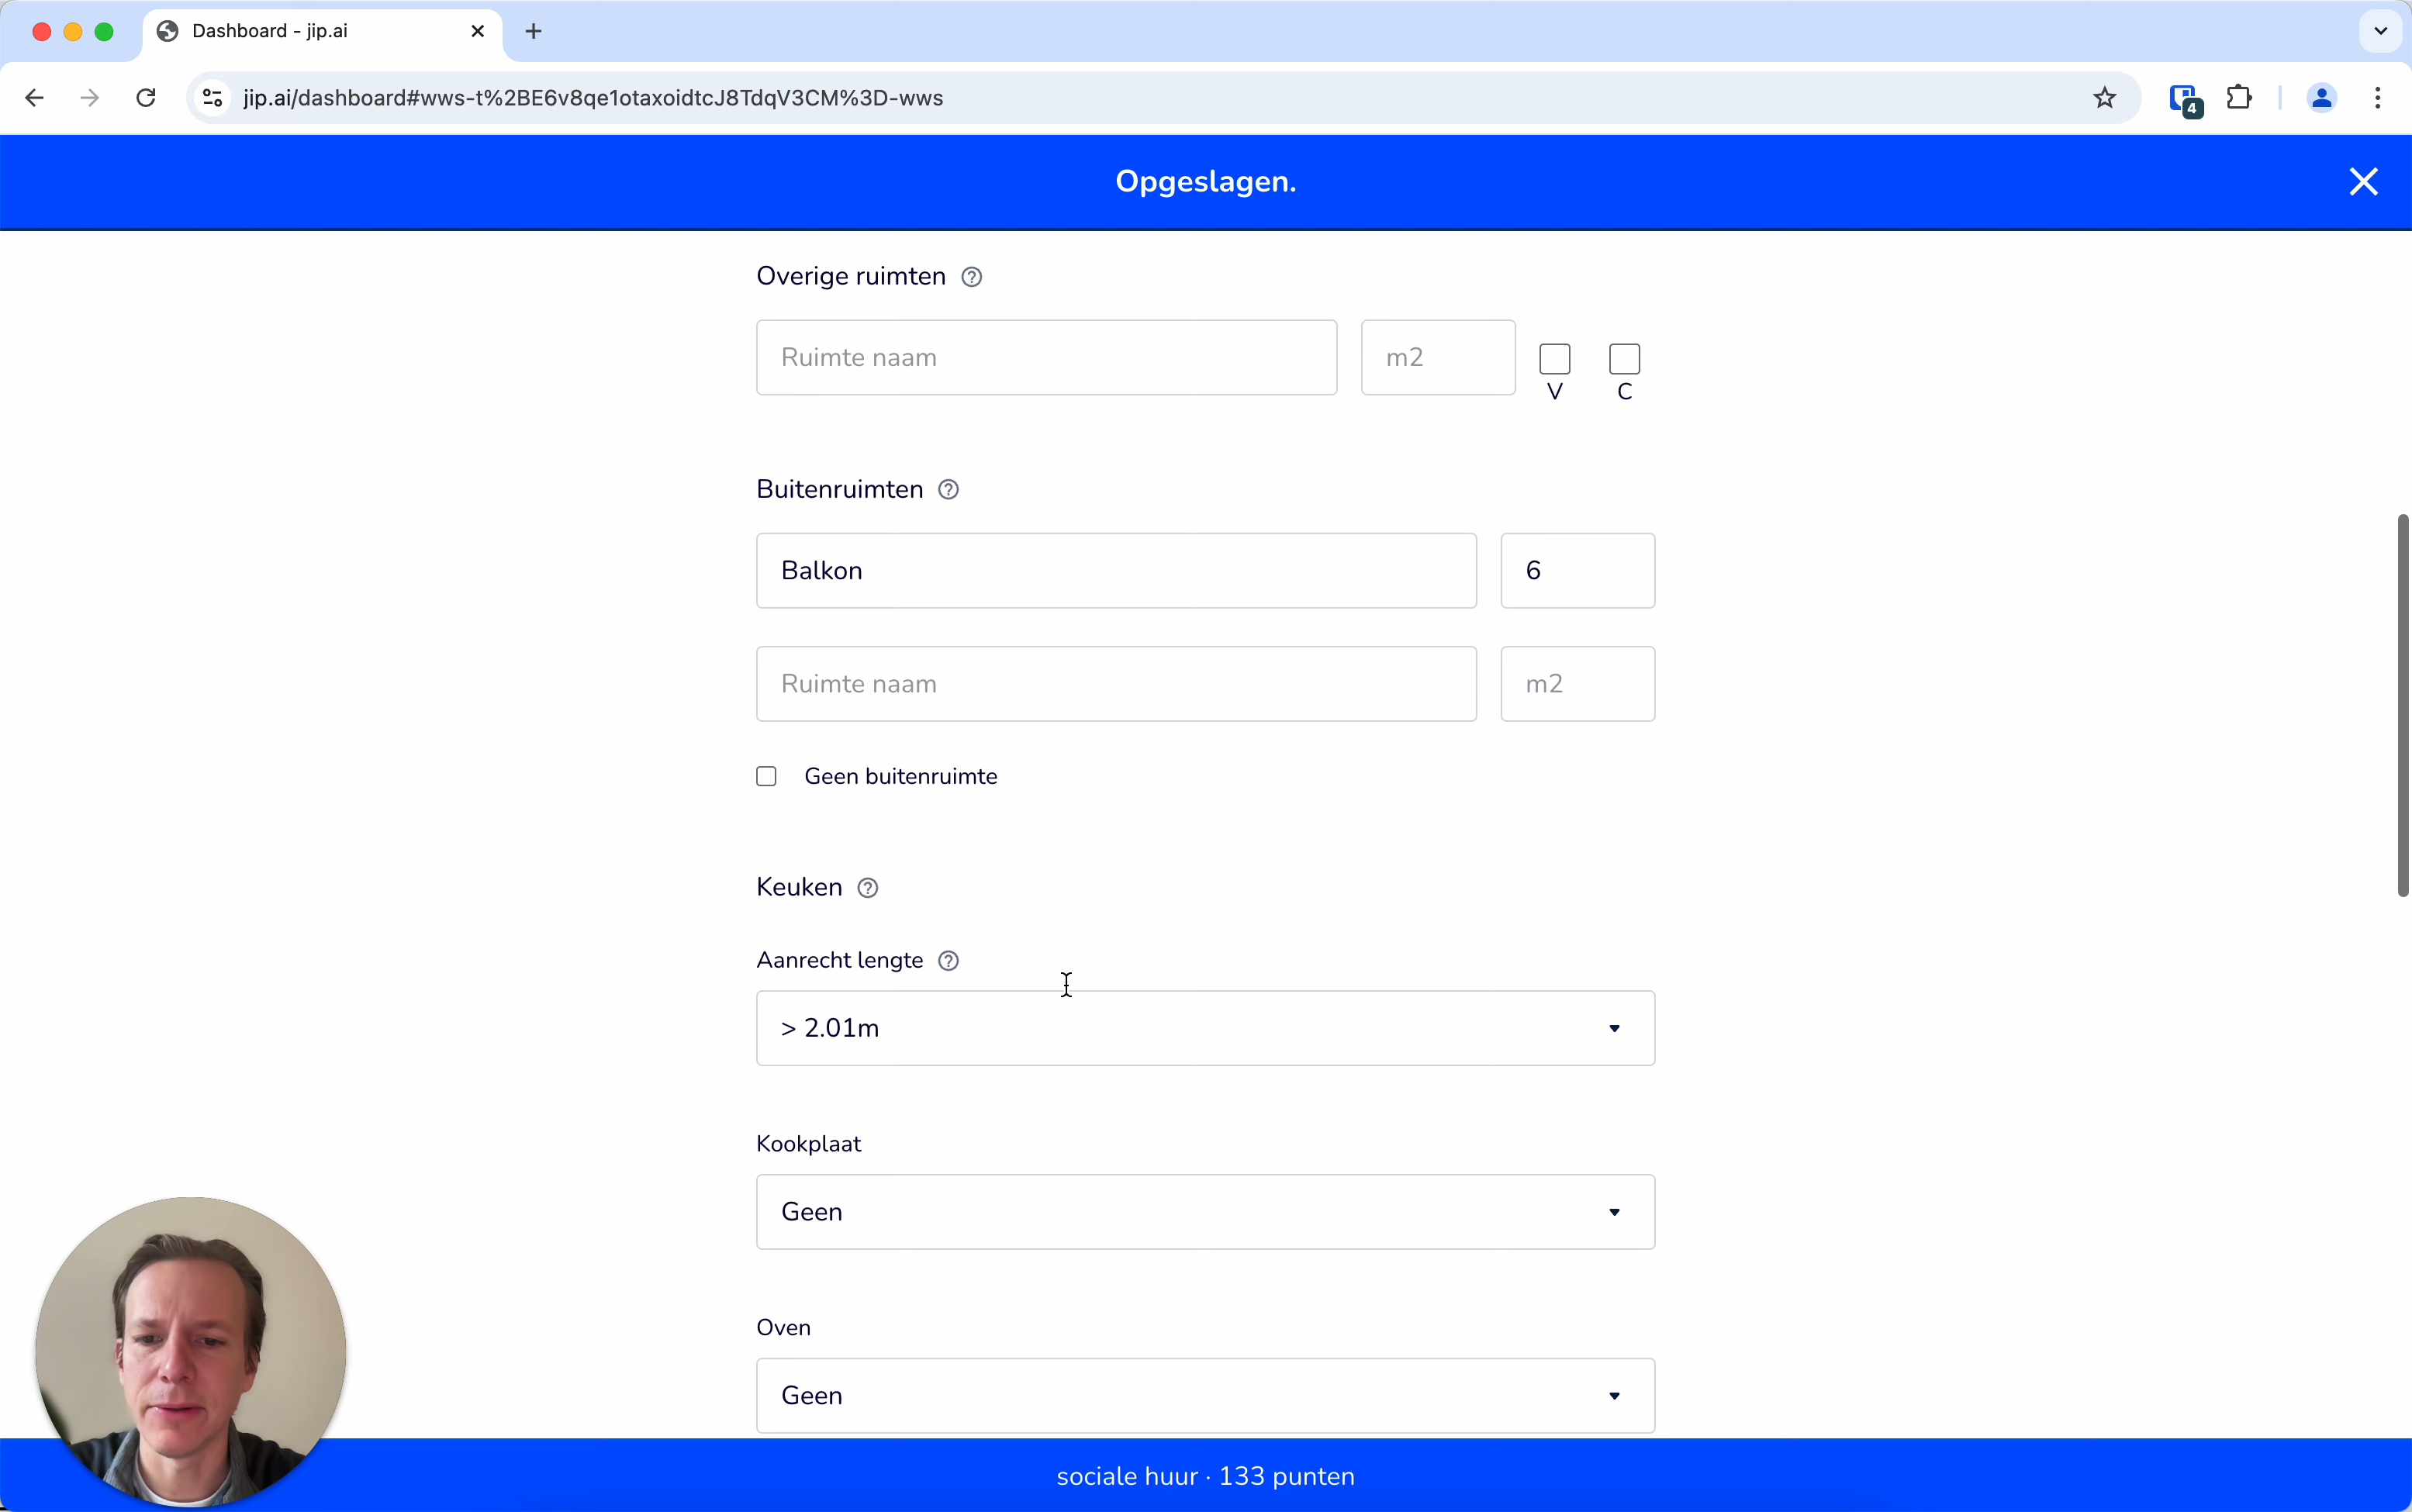 Dashboard - jip.ai
jip.ai/dashboard#wws-t%2BE6v8qe1otaxoidtcJ8TdqV3CM%3D-wws
4
Opgeslagen.
Overige ruimten
Ruimte naam
m2
V
C
Buitenruimten
Balkon
6
Ruimte naam
m2
Geen buitenruimte
Keuken
Aanrecht lengte
> 2.01m
Kookplaat
Geen
Oven
Geen
sociale huur · 133 punten